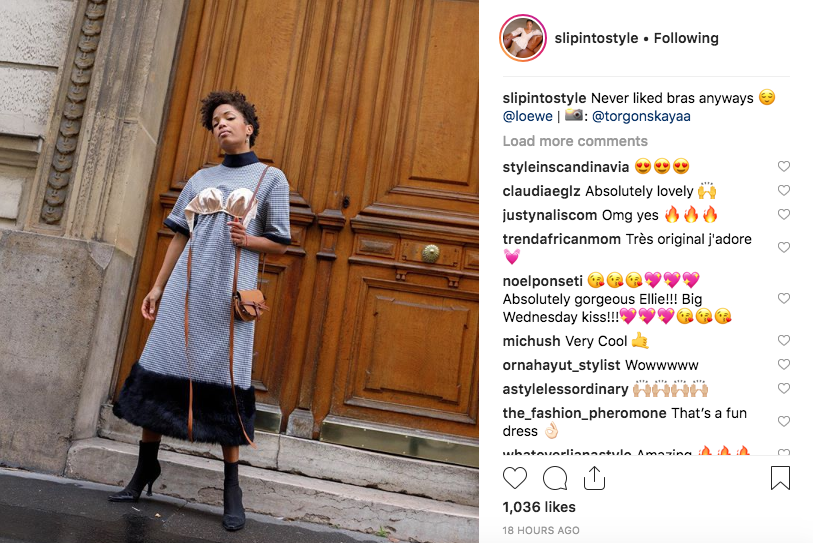 slipintostyle • Following
slipintostyle Never liked bras anyways 😌
@loewe | 📸: @torgonskayaa
Load more comments
styleinscandinavia 😍😍😍
claudiaeglz Absolutely lovely 🙌
justynaliscom Omg yes 🔥🔥🔥
trendafricanmom Très original j'adore
💓
noelponseti 😘😘😘💖💖💖
Absolutely gorgeous Ellie!!! Big
Wednesday kiss!!!💖💖💖😘😘😘
michush Very Cool 🤙
ornahayut_stylist Wowwwww
astylelessordinary 🙌🏼🙌🏼🙌🏼🙌🏼
the_fashion_pheromone That's a fun
dress 👌🏻
whateverlianastyle Amazing 🔥🔥🔥
1,036 likes
18 HOURS AGO